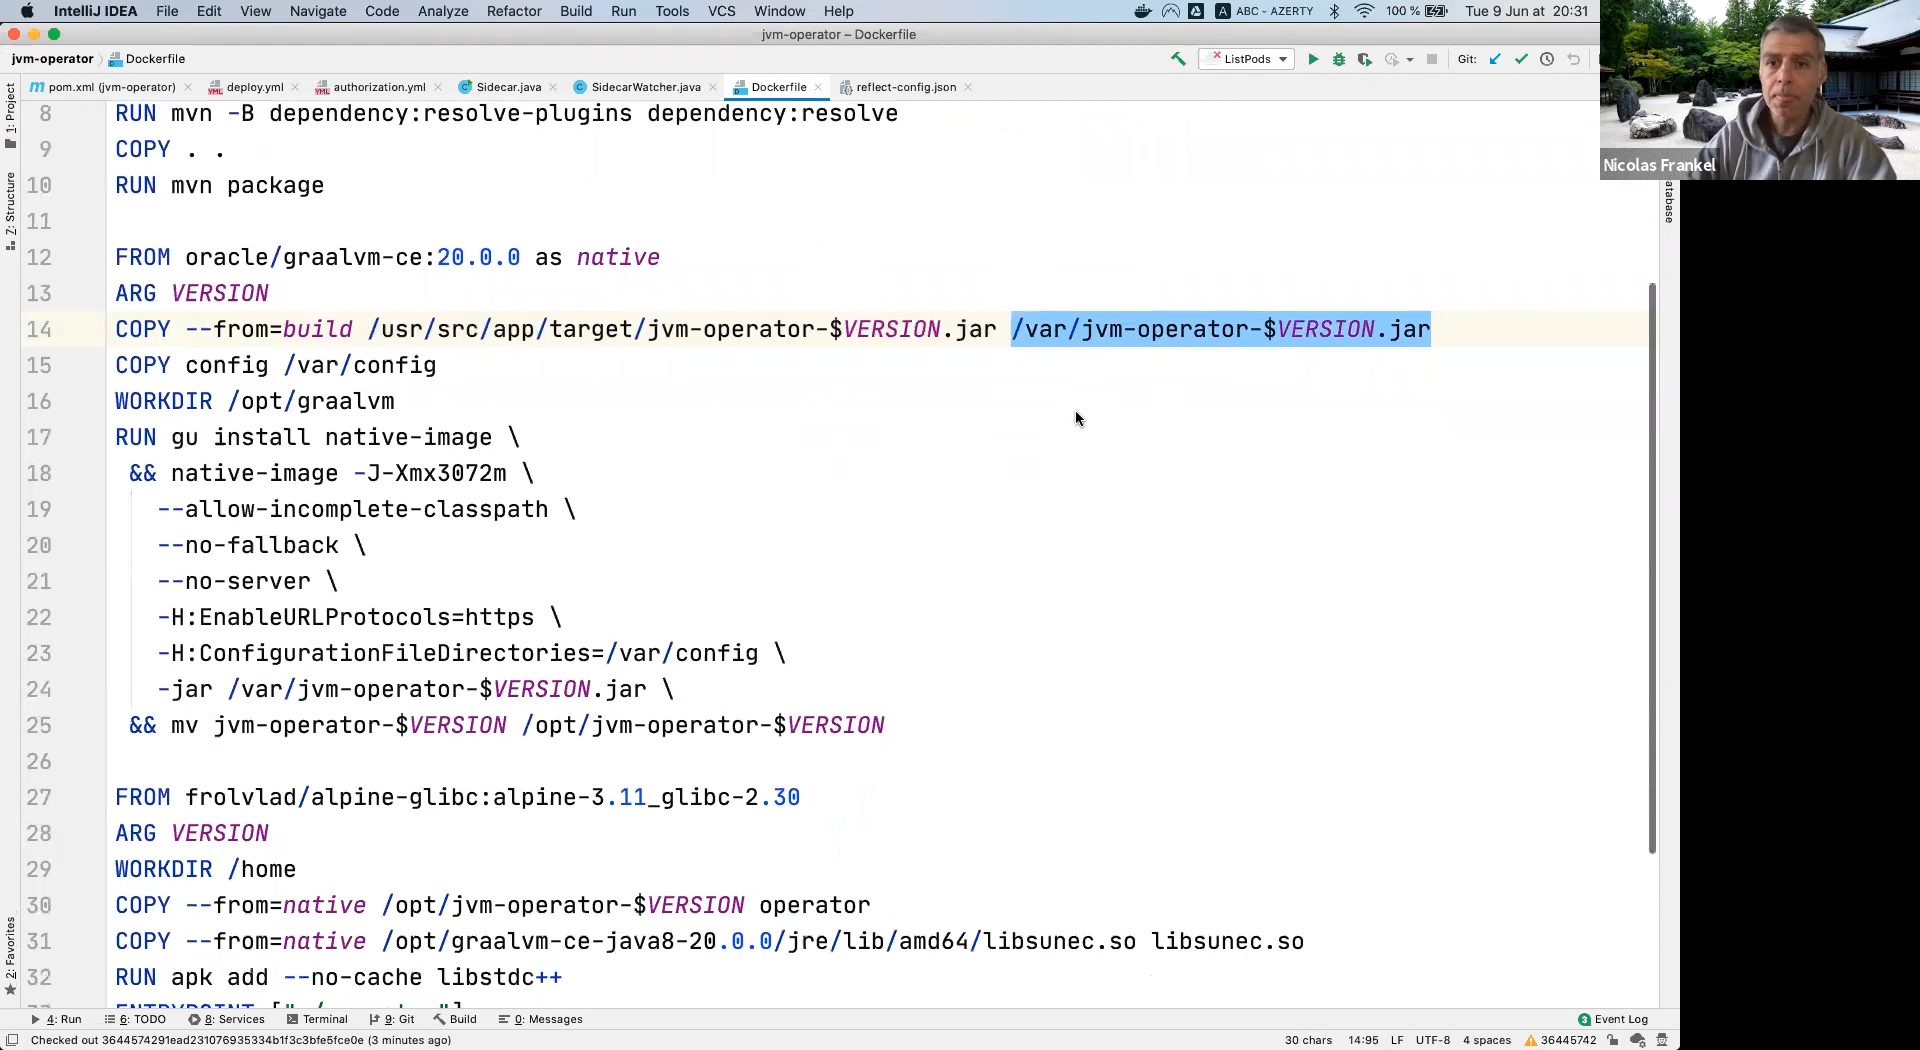 IntelliJ IDEA File Edit View Navigate Code Analyze Refactor Build Run Tools VCS Window Help A ABC - AZERTY 100 % Tue 9 Jun at 20:31
jvm-operator – Dockerfile
jvm-operator Dockerfile ListPods Git:
pom.xml (jvm-operator) deploy.yml authorization.yml Sidecar.java SidecarWatcher.java Dockerfile reflect-config.json
Nicolas Frankel
1: Project
Z: Structure
2: Favorites
atabase
8 RUN mvn -B dependency:resolve-plugins dependency:resolve
9 COPY . .
10 RUN mvn package
11
12 FROM oracle/graalvm-ce:20.0.0 as native
13 ARG VERSION
14 COPY --from=build /usr/src/app/target/jvm-operator-$VERSION.jar /var/jvm-operator-$VERSION.jar
15 COPY config /var/config
16 WORKDIR /opt/graalvm
17 RUN gu install native-image \
18 && native-image -J-Xmx3072m \
19 --allow-incomplete-classpath \
20 --no-fallback \
21 --no-server \
22 -H:EnableURLProtocols=https \
23 -H:ConfigurationFileDirectories=/var/config \
24 -jar /var/jvm-operator-$VERSION.jar \
25 && mv jvm-operator-$VERSION /opt/jvm-operator-$VERSION
26
27 FROM frolvlad/alpine-glibc:alpine-3.11_glibc-2.30
28 ARG VERSION
29 WORKDIR /home
30 COPY --from=native /opt/jvm-operator-$VERSION operator
31 COPY --from=native /opt/graalvm-ce-java8-20.0.0/jre/lib/amd64/libsunec.so libsunec.so
32 RUN apk add --no-cache libstdc++
4: Run 6: TODO 8: Services Terminal 9: Git Build 0: Messages 3 Event Log
Checked out 3644574291ead231076935334b1f3c3bfe5fce0e (3 minutes ago) 30 chars 14:95 LF UTF-8 4 spaces 36445742